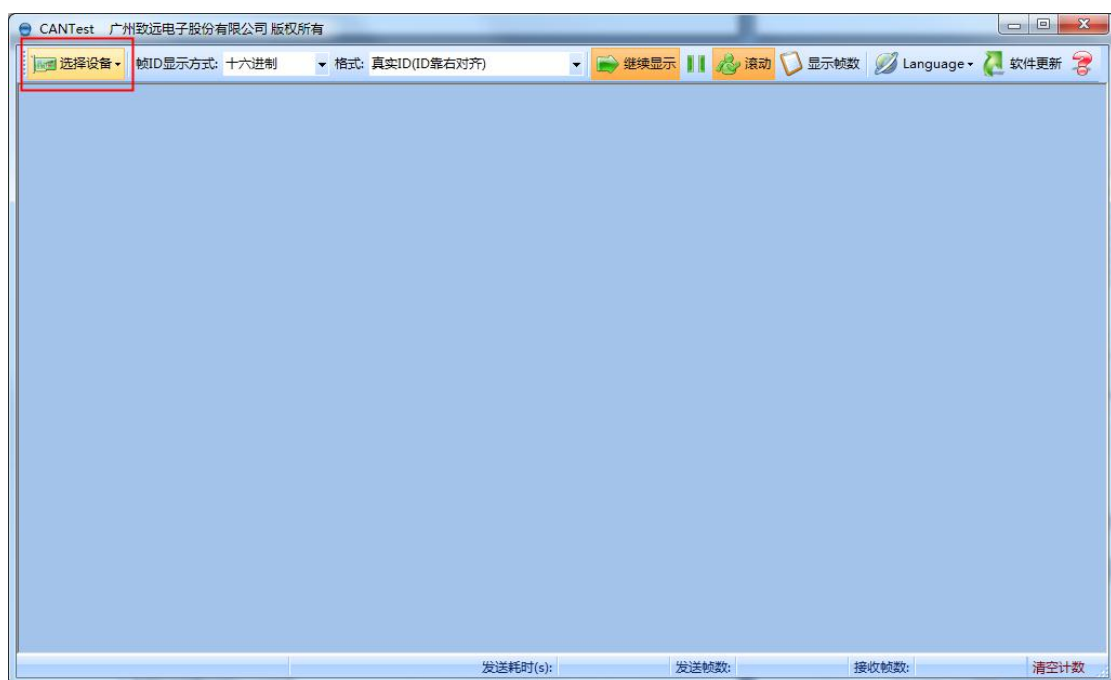 CANTest 广州致远电子股份有限公司 版权所有
选择设备 帧ID显示方式: 十六进制 格式: 真实ID(ID靠右对齐) 继续显示 滚动 显示帧数 Language 软件更新
发送耗时(s): 发送帧数: 接收帧数: 清空计数